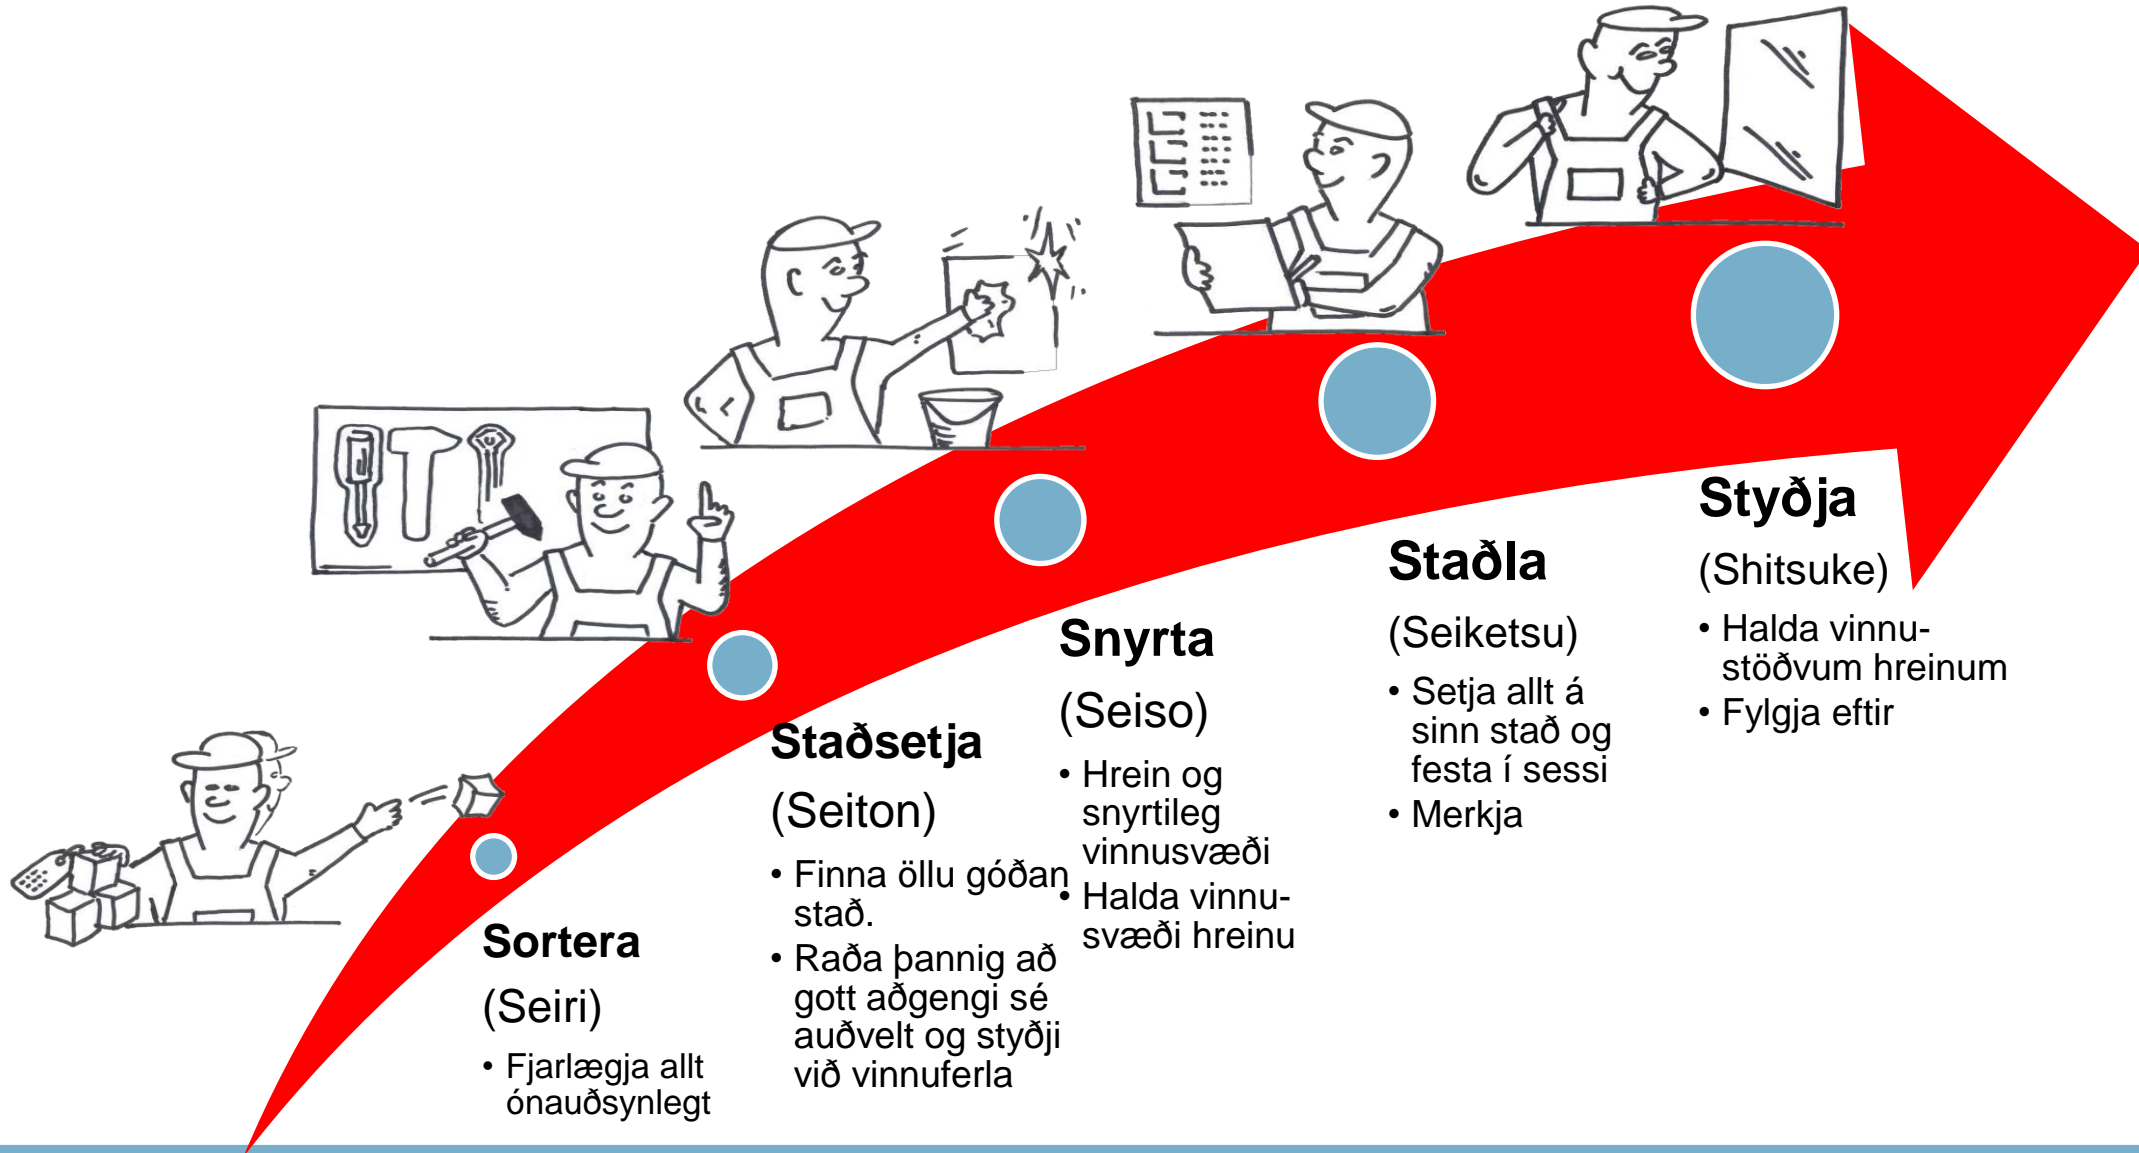 Sortera
(Seiri)
• Fjarlægja allt
ónauðsynlegt
Staðsetja
(Seiton)
• Finna öllu góðan
stað.
• Raða þannig að
gott aðgengi sé
auðvelt og styðji
við vinnuferla
Snyrta
(Seiso)
• Hrein og
snyrtileg
vinnusvæði
• Halda vinnu-
svæði hreinu
Staðla
(Seiketsu)
• Setja allt á
sinn stað og
festa í sessi
• Merkja
Styðja
(Shitsuke)
• Halda vinnu-
stöðvum hreinum
• Fylgja eftir